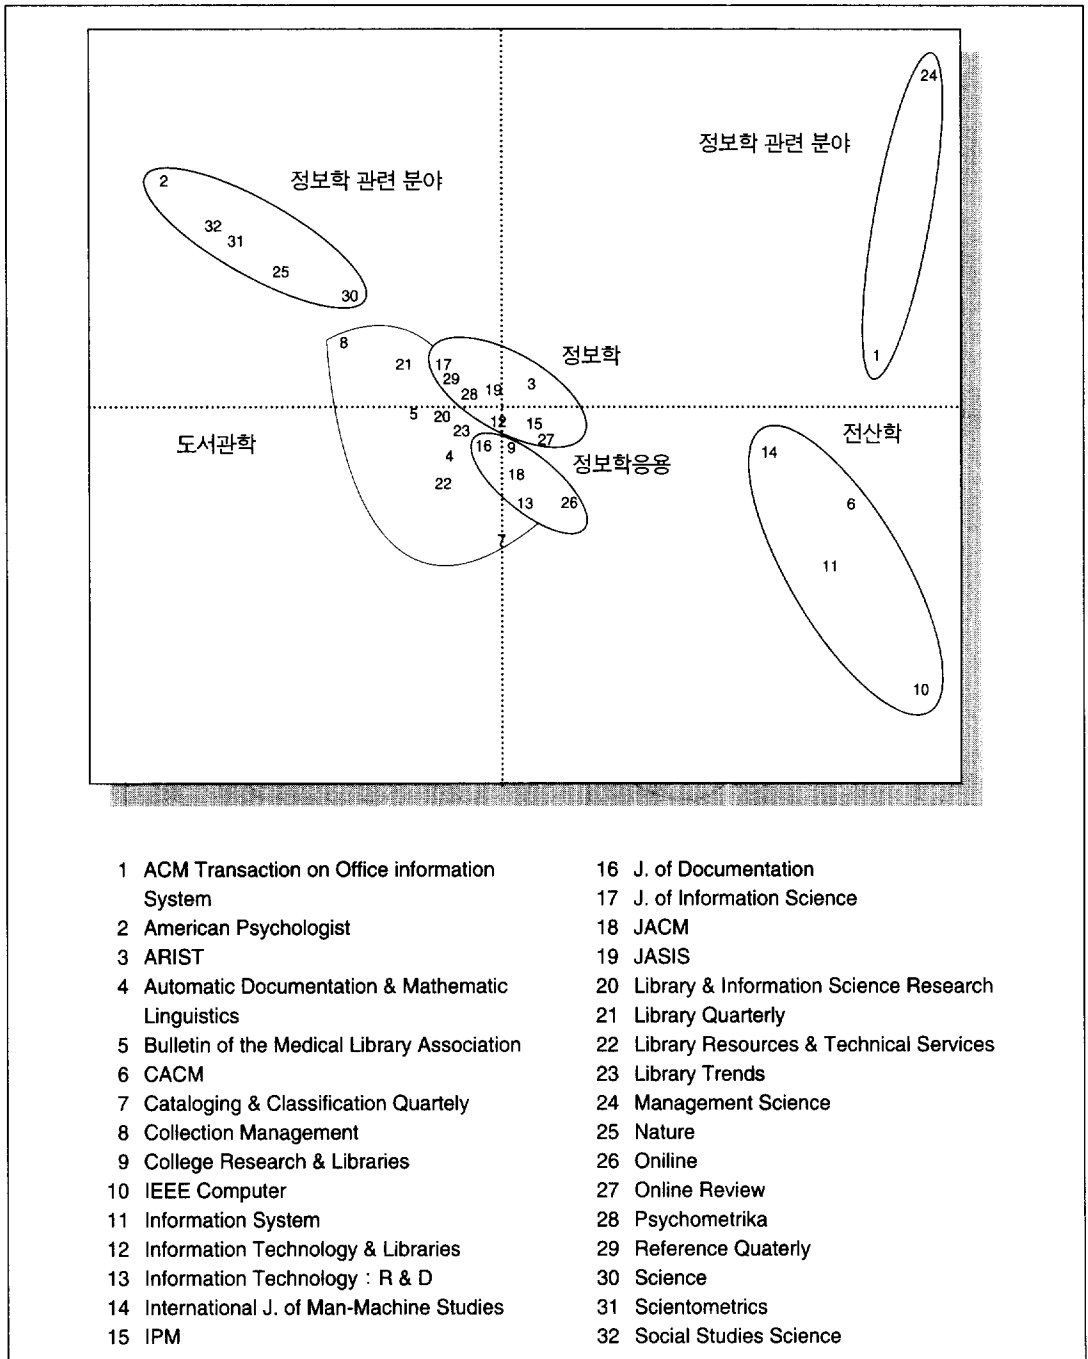 24
정보학 관련 분야
2
정보학 관련 분야
32
31
25
30
8
정보학
1
21
17
29
3
28
19
5
20
12
15
전산학
도서관학
23
27
16
9
14
4
정보학응용
18
22
13
26
6
7
11
10
1 ACM Transaction on Office information
System
2 American Psychologist
3 ARIST
4 Automatic Documentation & Mathematic
Linguistics
5 Bulletin of the Medical Library Association
6 CACM
7 Cataloging & Classification Quartely
8 Collection Management
9 College Research & Libraries
10 IEEE Computer
11 Information System
12 Information Technology & Libraries
13 Information Technology : R & D
14 International J. of Man-Machine Studies
15 IPM
16 J. of Documentation
17 J. of Information Science
18 JACM
19 JASIS
20 Library & Information Science Research
21 Library Quarterly
22 Library Resources & Technical Services
23 Library Trends
24 Management Science
25 Nature
26 Oniline
27 Online Review
28 Psychometrika
29 Reference Quaterly
30 Science
31 Scientometrics
32 Social Studies Science